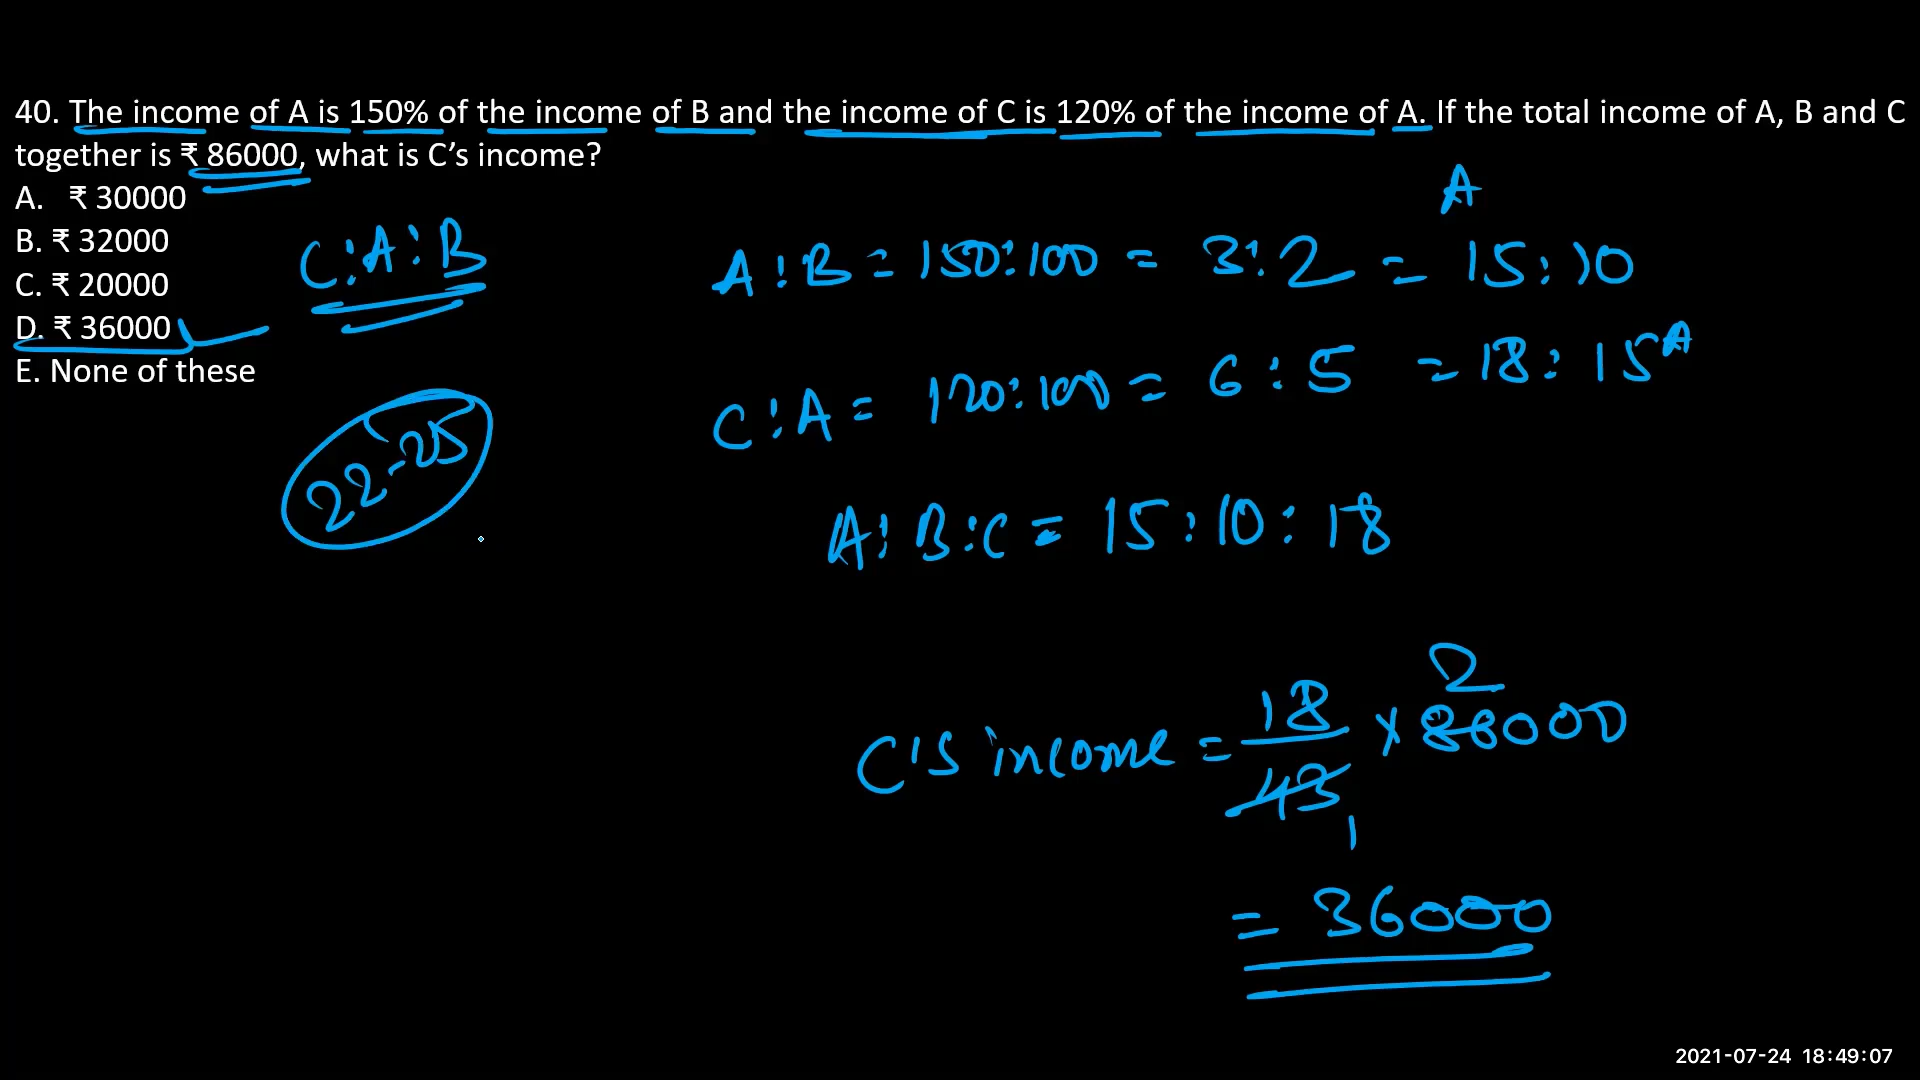 40. The income of A is 150% of the income of B and the income of C is 120% of the income of A. If the total income of A, B and C
together is ₹ 86000, what is C’s income?
A. ₹ 30000
B. ₹ 32000
C. ₹ 20000
D. ₹ 36000
E. None of these
C:A:B
22-25
A
A:B = 150:100 = 3:2 = 15:10
C:A = 120:100 = 6:5 = 18:15 A
A:B:C = 15:10:18
2
C'S income = 18/43 × 86000
1
= 36000
2021-07-24 18:49:07